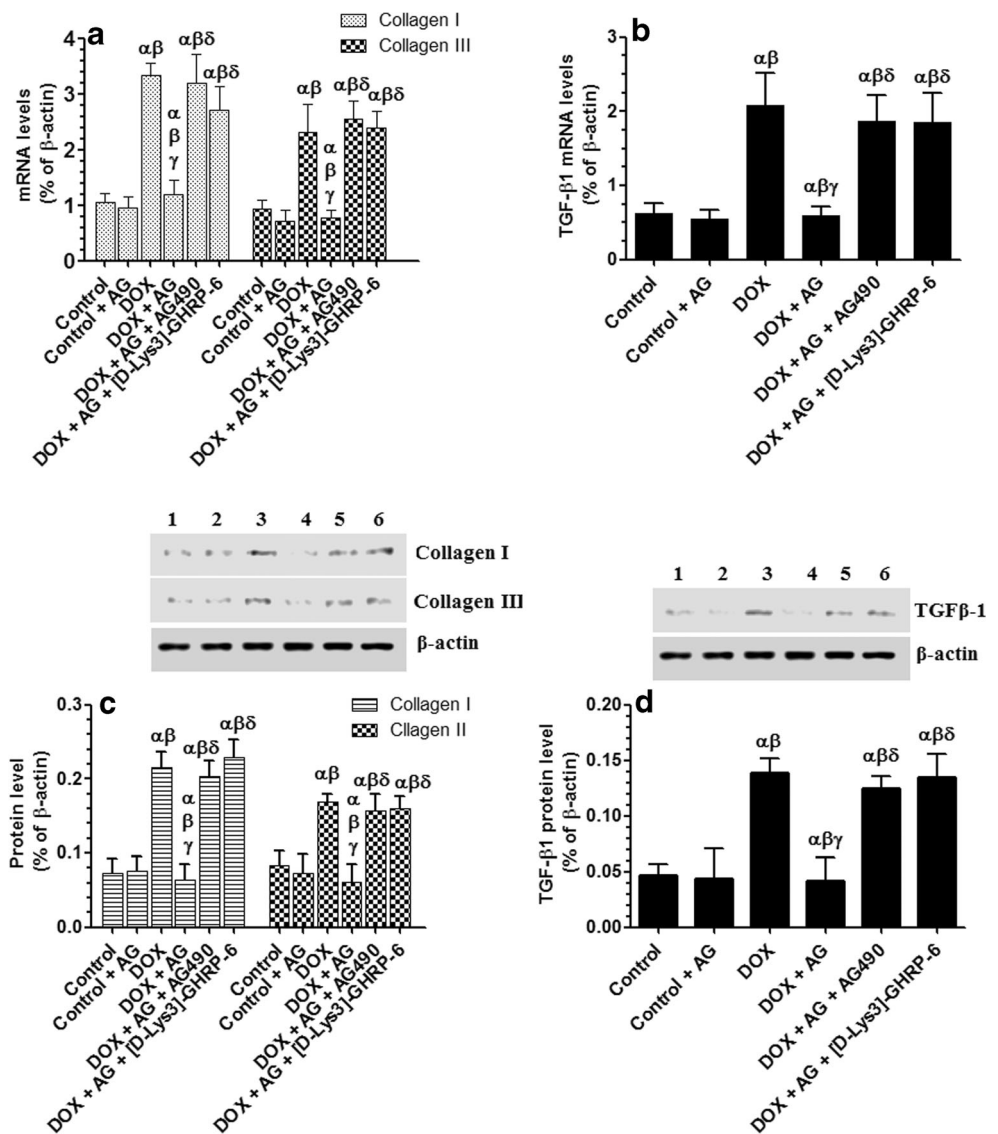 a
Collagen I
Collagen III
mRNA levels
(% of β-actin)
4
3
2
1
0
αβ
α
β
γ
αβδ
αβδ
αβ
α
β
γ
αβδ
αβδ
Control
Control + AG
DOX
DOX + AG
DOX + AG + AG490
DOX + AG + [D-Lys3]-GHRP-6
Control
Control + AG
DOX
DOX + AG
DOX + AG + AG490
DOX + AG + [D-Lys3]-GHRP-6
b
TGF-β1 mRNA levels
(% of β-actin)
3
2
1
0
αβ
αβγ
αβδ
αβδ
Control
Control + AG
DOX
DOX + AG
DOX + AG + AG490
DOX + AG + [D-Lys3]-GHRP-6
1 2 3 4 5 6
Collagen I
Collagen III
β-actin
1 2 3 4 5 6
TGFβ-1
β-actin
c
Collagen I
Cllagen II
Protein level
(% of β-actin)
0.3
0.2
0.1
0.0
αβ
α
β
γ
αβδ
αβδ
αβ
α
β
γ
αβδ
αβδ
Control
Control + AG
DOX
DOX + AG
DOX + AG + AG490
DOX + AG + [D-Lys3]-GHRP-6
Control
Control + AG
DOX
DOX + AG
DOX + AG + AG490
DOX + AG + [D-Lys3]-GHRP-6
d
TGF-β1 protein level
(% of β-actin)
0.20
0.15
0.10
0.05
0.00
αβ
αβγ
αβδ
αβδ
Control
Control + AG
DOX
DOX + AG
DOX + AG + AG490
DOX + AG + [D-Lys3]-GHRP-6